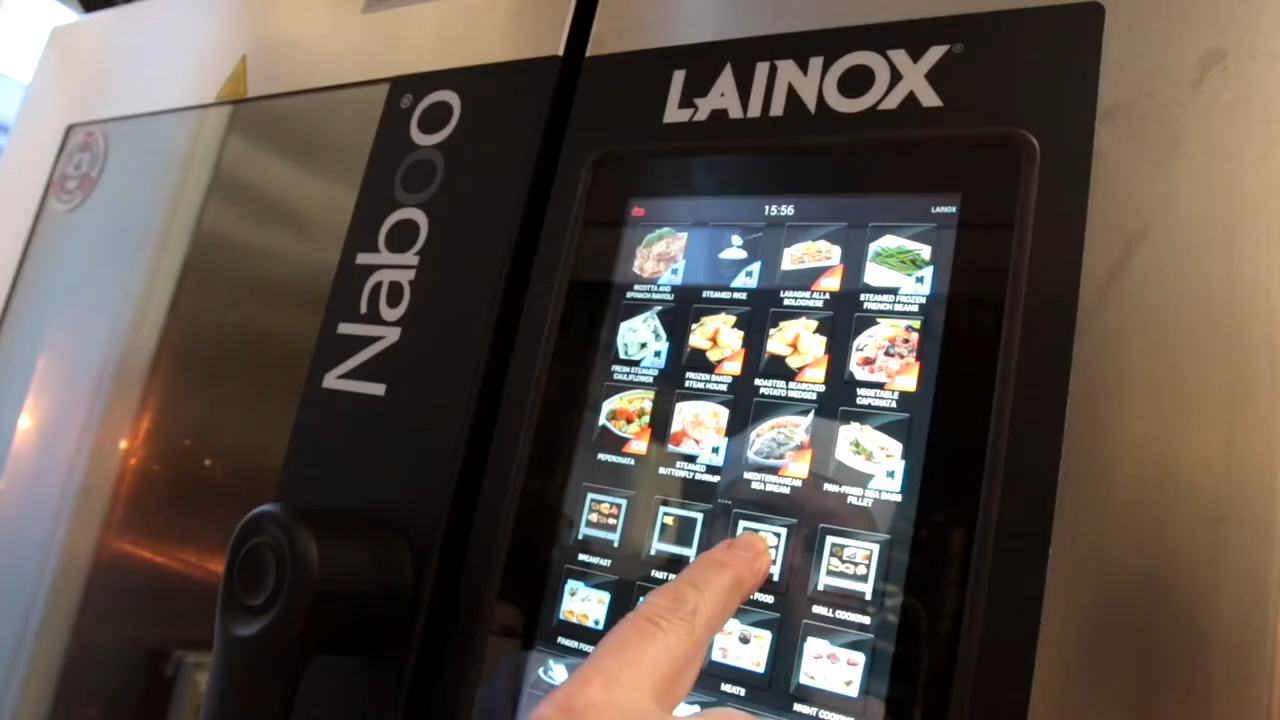 LAINOX®
Naboo®
15:56
LAINOX
RICOTTA AND
SPINACH RAVIOLI
STEAMED RICE
LASAGNE ALLA
BOLOGNESE
STEAMED FROZEN
FRENCH BEANS
FRESH STEAMED
CAULIFLOWER
FROZEN BAKED
STEAK HOUSE
ROASTED, SEASONED
POTATO WEDGES
VEGETABLE
CAPONATA
PEPERONATA
STEAMED
BUTTERFLY SHRIMP
MEDITERRANEAN
SEA BREAM
PAN-FRIED SEA BASS
FILLET
BREAKFAST
FAST
FOOD
GRILL COOKING
FINGER FOOD
MEATS
NIGHT COOKING